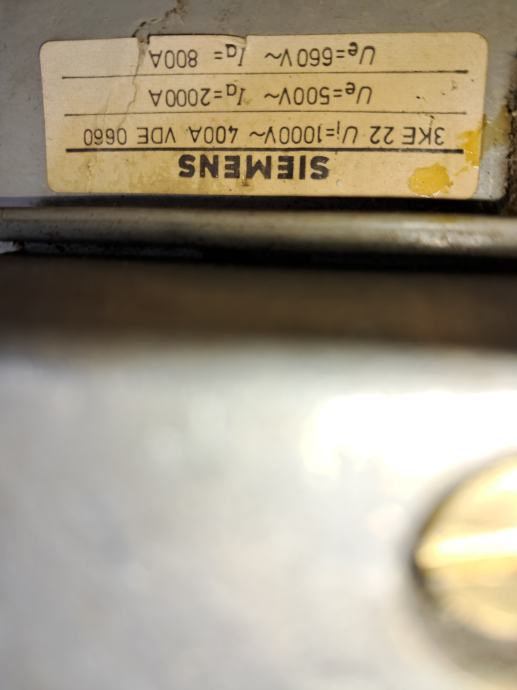 SIEMENS
3KE 22 Ui=1000V~ 400A VDE 0660
Ue=500V~ Ia=2000A
Ue=660V~ Ia= 800A